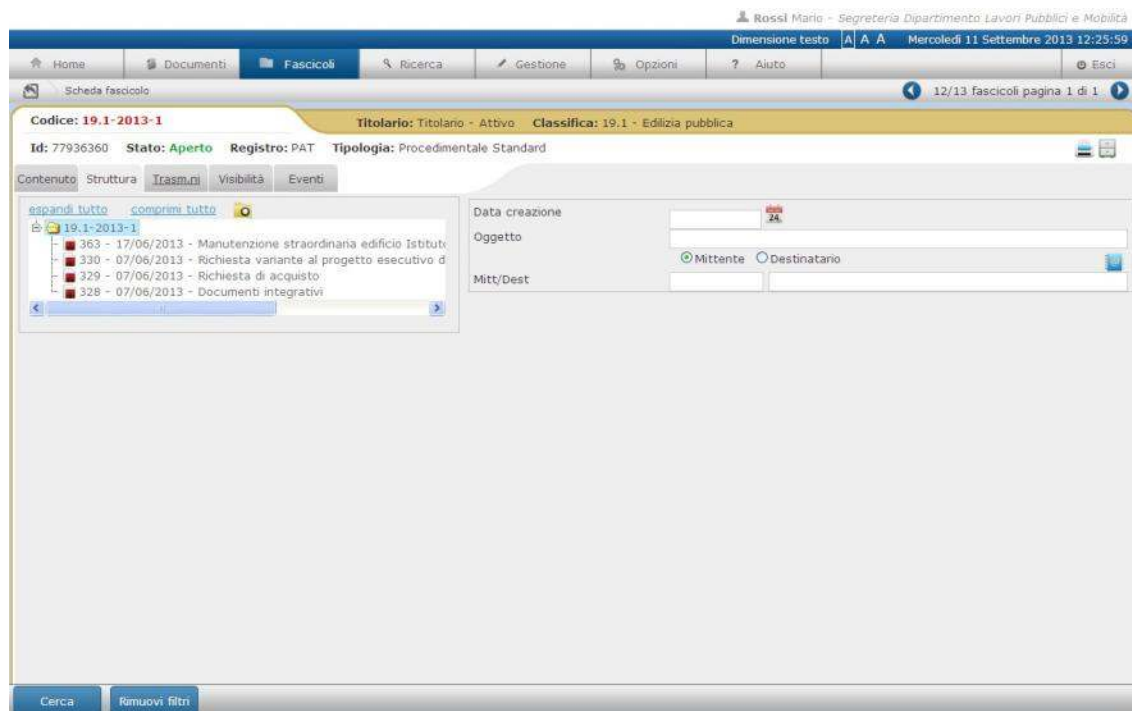 Rossi Mario - Segreteria Dipartimento Lavori Pubblici e Mobilità
Dimensione testo A A A Mercoledì 11 Settembre 2013 12:25:59
Home Documenti Fascicoli Ricerca Gestione Opzioni ? Aiuto Esci
Scheda fascicolo 12/13 fascicoli pagina 1 di 1
Codice: 19.1-2013-1 Titolario: Titolario - Attivo Classifica: 19.1 - Edilizia pubblica
Id: 77936360 Stato: Aperto Registro: PAT Tipologia: Procedimentale Standard
Contenuto Struttura Trasm.ni Visibilità Eventi
espandi tutto comprimi tutto
19.1-2013-1
363 - 17/06/2013 - Manutenzione straordinaria edificio Istitut
330 - 07/06/2013 - Richiesta variante al progetto esecutivo d
329 - 07/06/2013 - Richiesta di acquisto
328 - 07/06/2013 - Documenti integrativi
Data creazione 24
Oggetto
Mittente Destinatario
Mitt/Dest
Cerca Rimuovi filtri